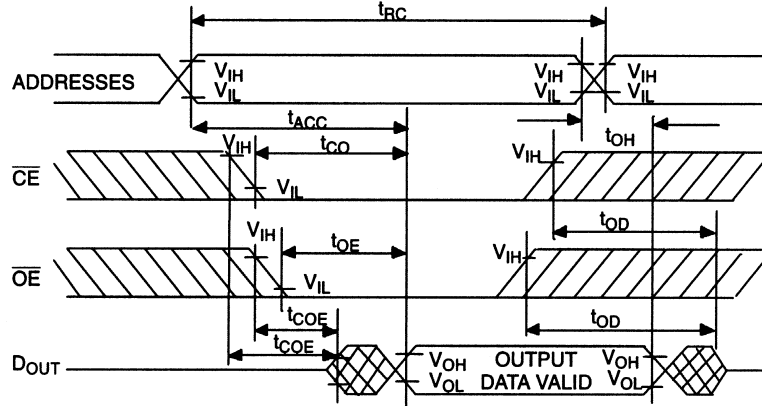 tRC
ADDRESSES
VIH
VIL
VIH
VIL
VIH
VIL
tACC
tOH
tCO
CE
VIH
VIL
VIH
tOD
OE
VIH
VIL
tOE
VIH
tCOE
tOD
tCOE
DOUT
VOH
VOL
OUTPUT
DATA VALID
VOH
VOL